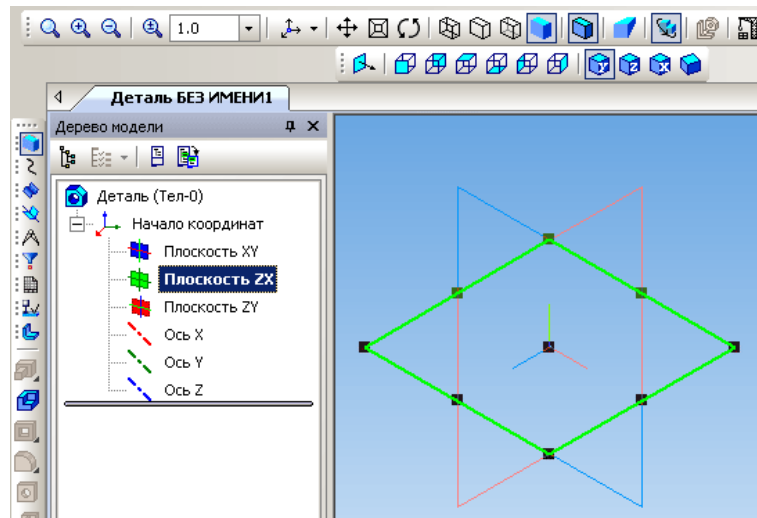 1.0
Деталь БЕЗ ИМЕНИ1
Дерево модели
Деталь (Тел-0)
Начало координат
Плоскость XY
Плоскость ZX
Плоскость ZY
Ось X
Ось Y
Ось Z